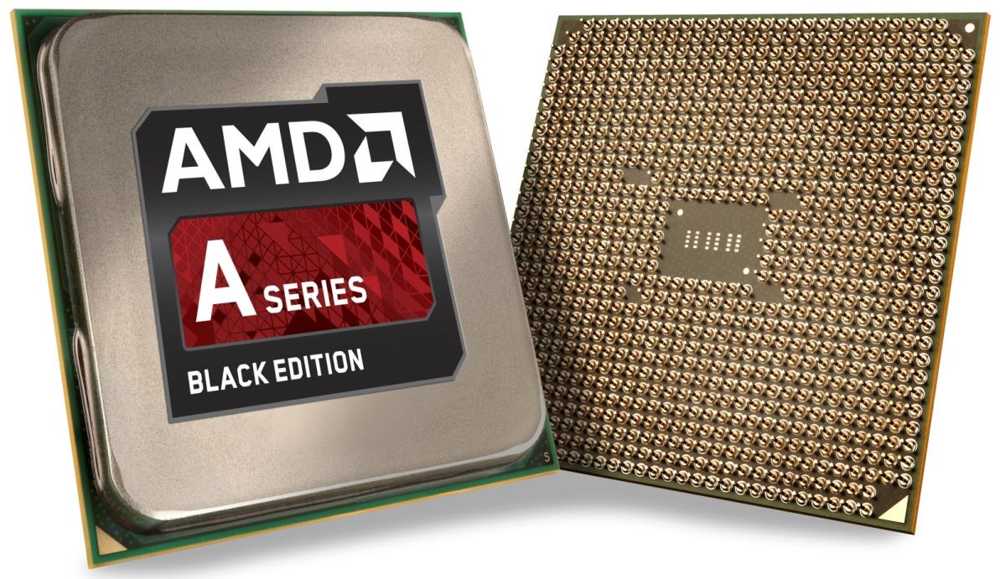 AMD
A SERIES
BLACK EDITION
S